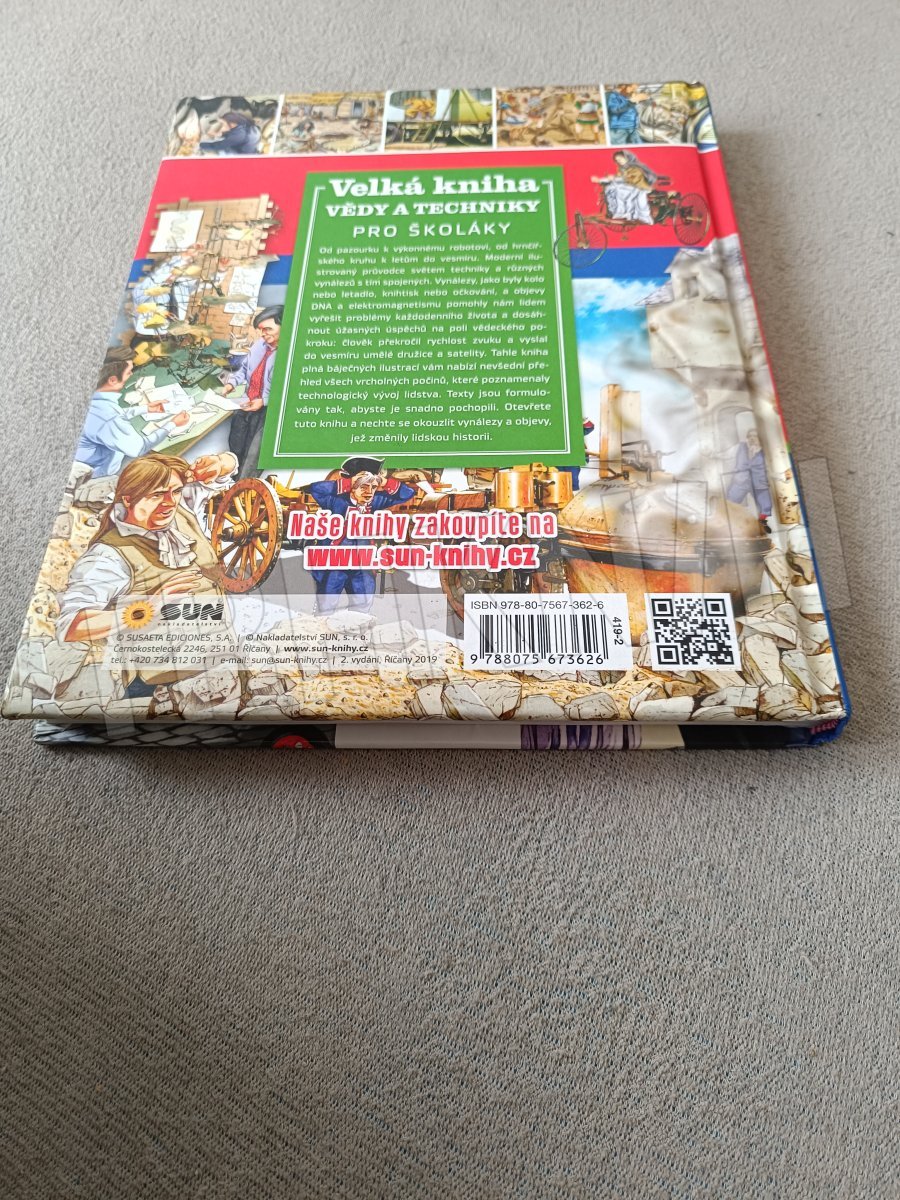 Velká kniha
VĚDY A TECHNIKY
PRO ŠKOLÁKY
Od pazourku k výkonnému robotovi, od hrnčíř-
ského kruhu k letům do vesmíru. Moderní ilu-
strovaný průvodce světem techniky a různých
vynálezů s tím spojených. Vynálezy, jako byly kolo
nebo letadlo, knihtisk nebo očkování, a objevy
DNA a elektromagnetismu pomohly nám lidem
vyřešit problémy každodenního života a dosáh-
nout úžasných úspěchů na poli vědeckého po-
kroku: člověk překročil rychlost zvuku a vyslal
do vesmíru umělé družice a satelity. Tahle kniha
plná báječných ilustrací vám nabízí nevšední pře-
hled všech vrcholných počinů, které poznamenaly
technologický vývoj lidstva. Texty jsou formulo-
vány tak, abyste je snadno pochopili. Otevřete
tuto knihu a nechte se okouzlit vynálezy a objevy,
jež změnily lidskou historii.
Naše knihy zakoupíte na
www.sun-knihy.cz
SUN
nakladatelství
© SUSAETA EDICIONES, S.A. | © Nakladatelství SUN, s. r. o.
Černokostelecká 2246, 251 01 Říčany | www.sun-knihy.cz
tel.: +420 734 812 031 | e-mail: sun@sun-knihy.cz | 2. vydání, Říčany 2019
ISBN 978-80-7567-362-6
9 788075 673626
419-2